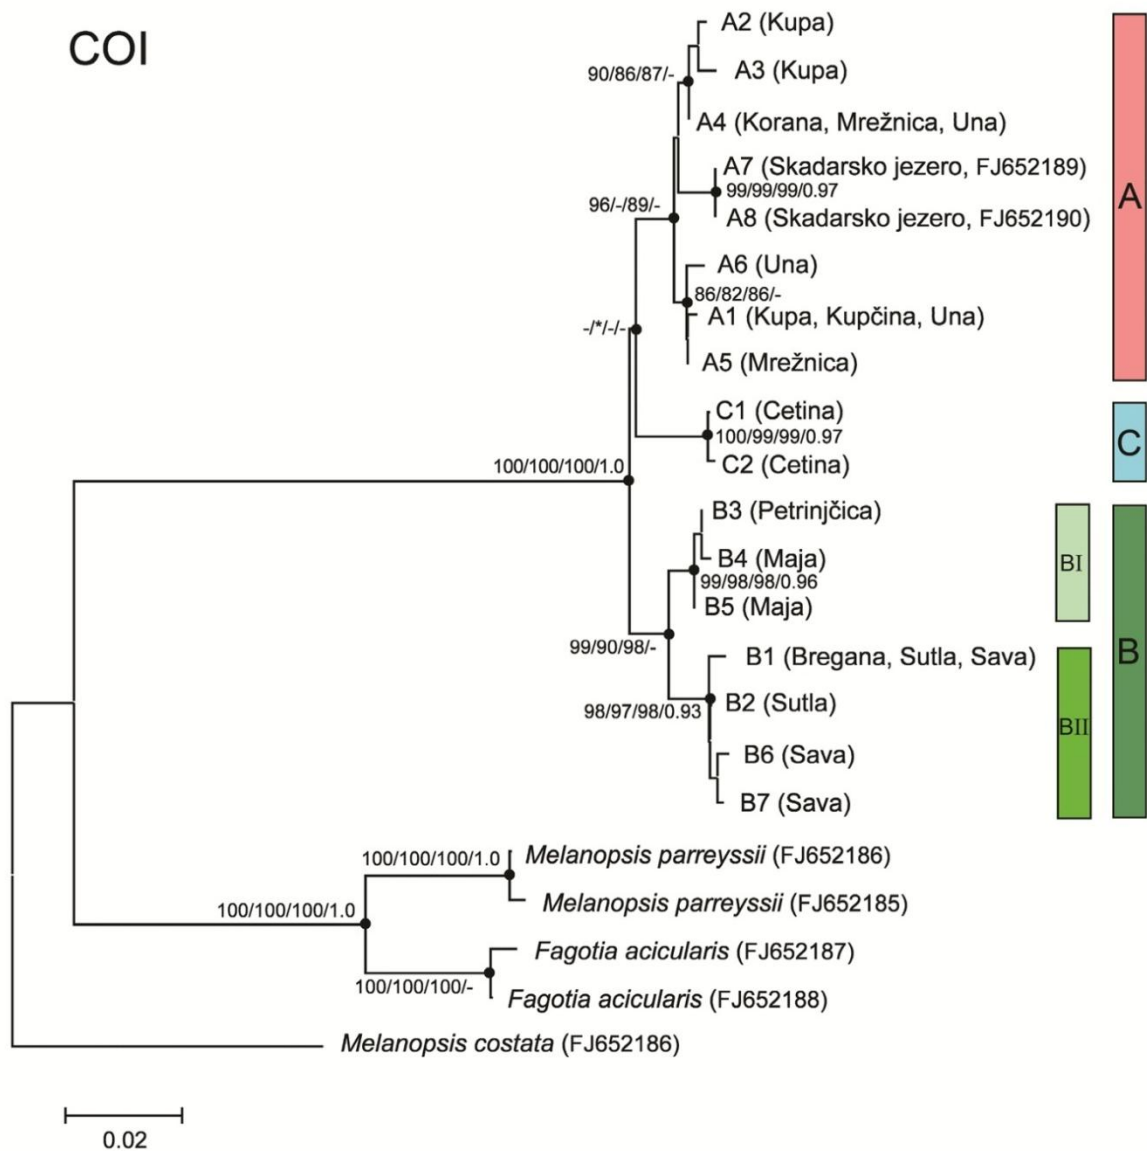 COI
A2 (Kupa)
A3 (Kupa)
90/86/87/-
A4 (Korana, Mrežnica, Una)
A7 (Skadarsko jezero, FJ652189)
99/99/99/0.97
A
96/-/89/-
A8 (Skadarsko jezero, FJ652190)
A6 (Una)
86/82/86/-
A1 (Kupa, Kupčina, Una)
-/*/-/-
A5 (Mrežnica)
C1 (Cetina)
100/99/99/0.97
C
C2 (Cetina)
100/100/100/1.0
B3 (Petrinjčica)
B4 (Maja)
BI
99/98/98/0.96
B5 (Maja)
99/90/98/-
B1 (Bregana, Sutla, Sava)
B
B2 (Sutla)
98/97/98/0.93
BII
B6 (Sava)
B7 (Sava)
100/100/100/1.0
Melanopsis parreyssii (FJ652186)
Melanopsis parreyssii (FJ652185)
100/100/100/1.0
Fagotia acicularis (FJ652187)
100/100/100/-
Fagotia acicularis (FJ652188)
Melanopsis costata (FJ652186)
0.02